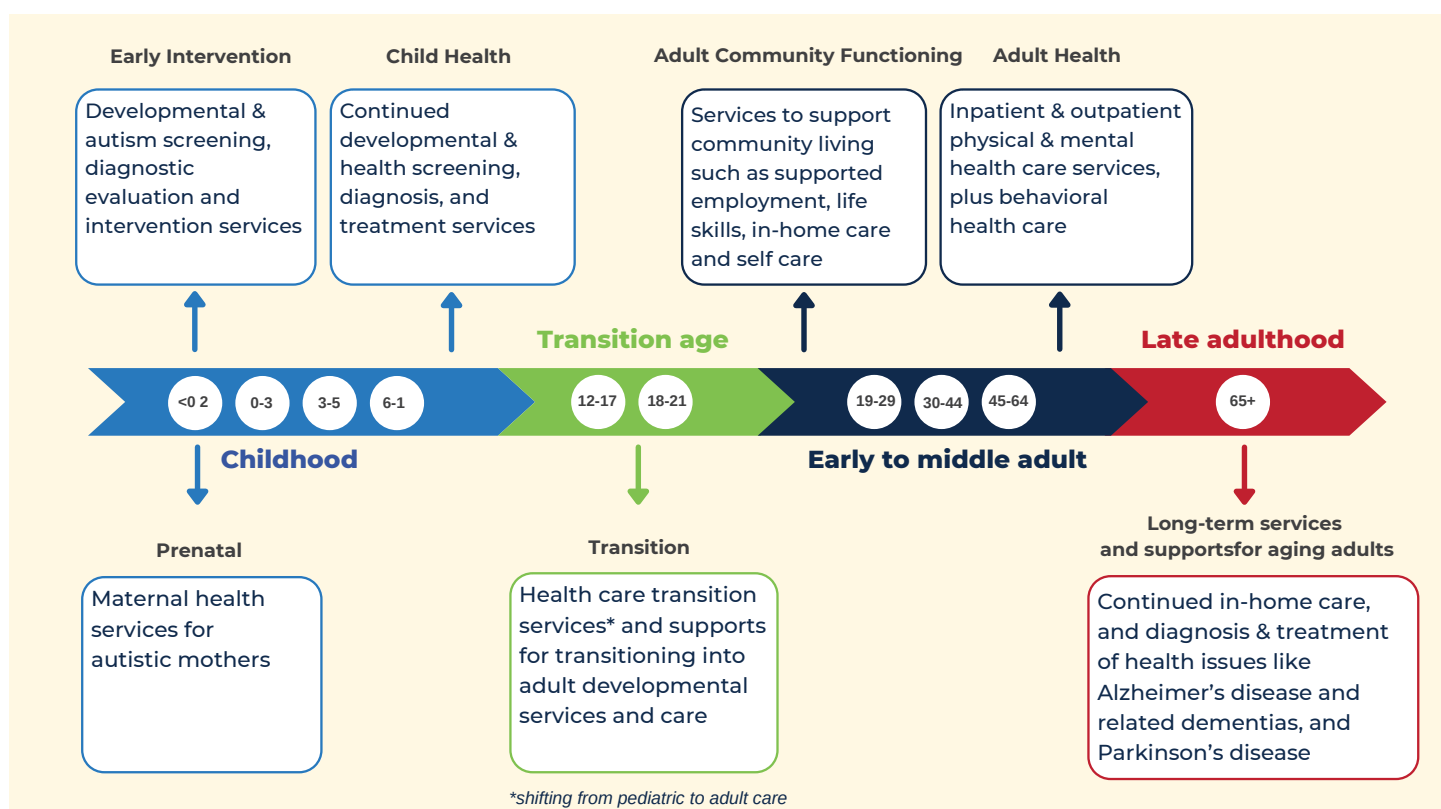 Early Intervention
Child Health
Adult Community Functioning
Adult Health
Developmental &
autism screening,
diagnostic
evaluation and
intervention services
Continued
developmental &
health screening,
diagnosis, and
treatment services
Services to support
community living
such as supported
employment, life
skills, in-home care
and self care
Inpatient & outpatient
physical & mental
health care services,
plus behavioral
health care
Transition age
Late adulthood
<0 2
0-3
3-5
6-1
12-17
18-21
19-29
30-44
45-64
65+
Childhood
Early to middle adult
Prenatal
Transition
Long-term services
and supportsfor aging adults
Maternal health
services for
autistic mothers
Health care transition
services* and supports
for transitioning into
adult developmental
services and care
Continued in-home care,
and diagnosis & treatment
of health issues like
Alzheimer’s disease and
related dementias, and
Parkinson’s disease
*shifting from pediatric to adult care